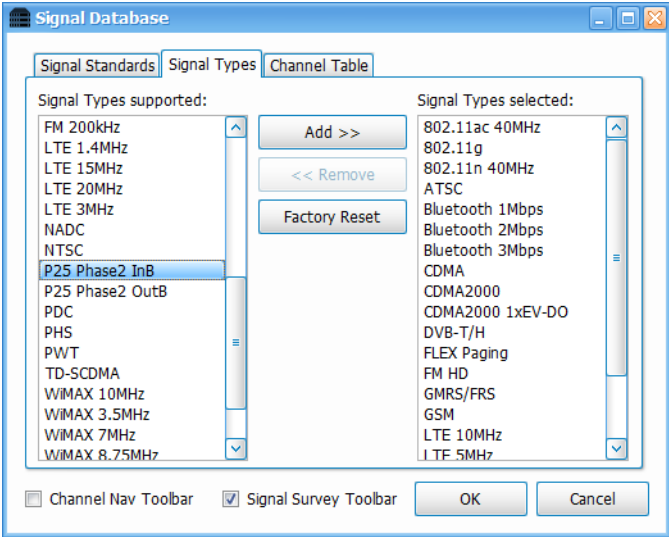 Signal Database
Signal Standards
Signal Types
Channel Table
Signal Types supported:
FM 200kHz
LTE 1.4MHz
LTE 15MHz
LTE 20MHz
LTE 3MHz
NADC
NTSC
P25 Phase2 InB
P25 Phase2 OutB
PDC
PHS
PWT
TD-SCDMA
WiMAX 10MHz
WiMAX 3.5MHz
WiMAX 7MHz
WiMAX 8.75MHz
Add >>
<< Remove
Factory Reset
Signal Types selected:
802.11ac 40MHz
802.11g
802.11n 40MHz
ATSC
Bluetooth 1Mbps
Bluetooth 2Mbps
Bluetooth 3Mbps
CDMA
CDMA2000
CDMA2000 1xEV-DO
DVB-T/H
FLEX Paging
FM HD
GMRS/FRS
GSM
LTE 10MHz
LTE 5MHz
Channel Nav Toolbar
Signal Survey Toolbar
OK
Cancel